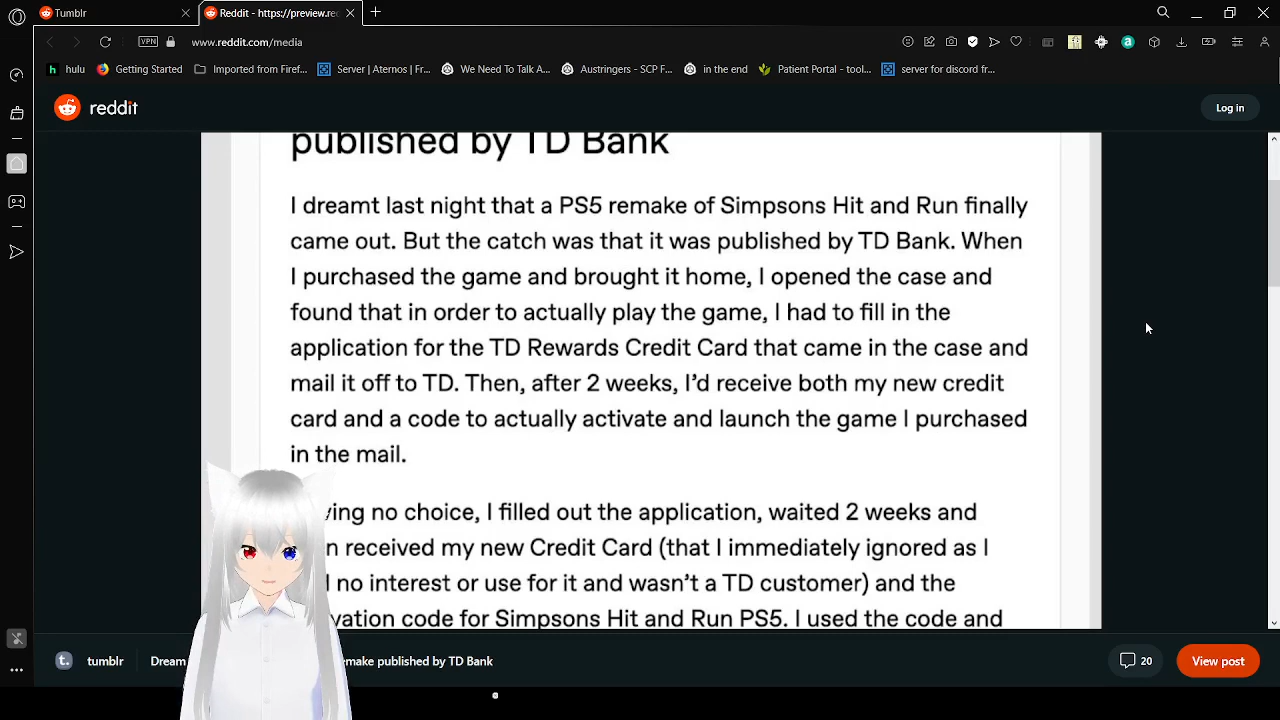 Tumblr
Reddit - https://preview.red
VPN
www.reddit.com/media
hulu
Getting Started
Imported from Firef...
Server | Aternos | Fr...
We Need To Talk A...
Austringers - SCP F...
in the end
Patient Portal - tool...
server for discord fr...
reddit
Log in
published by TD Bank
I dreamt last night that a PS5 remake of Simpsons Hit and Run finally
came out. But the catch was that it was published by TD Bank. When
I purchased the game and brought it home, I opened the case and
found that in order to actually play the game, I had to fill in the
application for the TD Rewards Credit Card that came in the case and
mail it off to TD. Then, after 2 weeks, I’d receive both my new credit
card and a code to actually activate and launch the game I purchased
in the mail.
ving no choice, I filled out the application, waited 2 weeks and
n received my new Credit Card (that I immediately ignored as I
no interest or use for it and wasn’t a TD customer) and the
vation code for Simpsons Hit and Run PS5. I used the code and
tumblr
Dream
emake published by TD Bank
20
View post